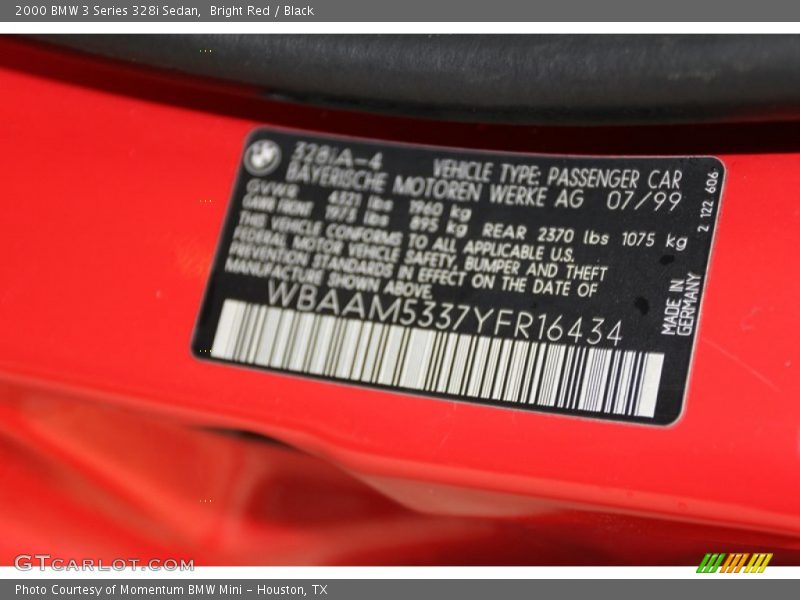 2000 BMW 3 Series 328i Sedan,  Bright Red / Black
328iA-4
VEHICLE TYPE: PASSENGER CAR
BAYERISCHE MOTOREN WERKE AG 07/99
GVWR 4321 lbs 1960 kg
GAWR FRONT 1973 lbs 895 kg REAR 2370 lbs 1075 kg
THIS VEHICLE CONFORMS TO ALL APPLICABLE U.S.
FEDERAL MOTOR VEHICLE SAFETY, BUMPER AND THEFT
PREVENTION STANDARDS IN EFFECT ON THE DATE OF
MANUFACTURE SHOWN ABOVE.
WBAAM5337YFR16434
2 122 606
MADE IN
GERMANY
GTCARLOT.COM
Photo Courtesy of Momentum BMW Mini - Houston, TX